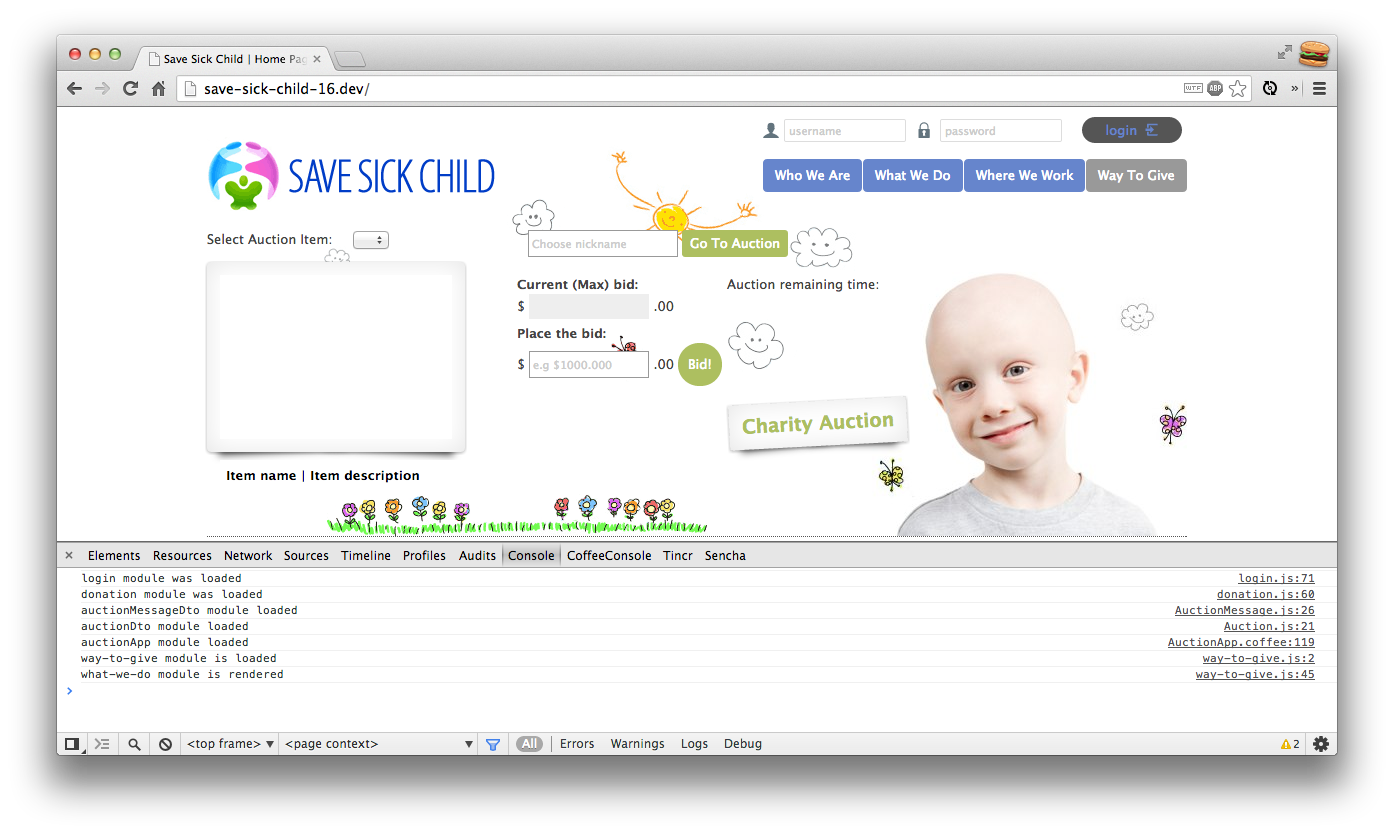 Save Sick Child | Home Pag
save-sick-child-16.dev/
WTF
ABP
username
password
login
SAVE SICK CHILD
Who We Are
What We Do
Where We Work
Way To Give
Select Auction Item:
Choose nickname
Go To Auction
Current (Max) bid:
Auction remaining time:
$ .00
Place the bid:
$ e.g $1000.000 .00 Bid!
Charity Auction
Item name | Item description
Elements Resources Network Sources Timeline Profiles Audits Console CoffeeConsole Tincr Sencha
login module was loaded login.js:71
donation module was loaded donation.js:60
auctionMessageDto module loaded AuctionMessage.js:26
auctionDto module loaded Auction.js:21
auctionApp module loaded AuctionApp.coffee:119
way-to-give module is loaded way-to-give.js:2
what-we-do module is rendered way-to-give.js:45
<top frame> <page context> All Errors Warnings Logs Debug 2